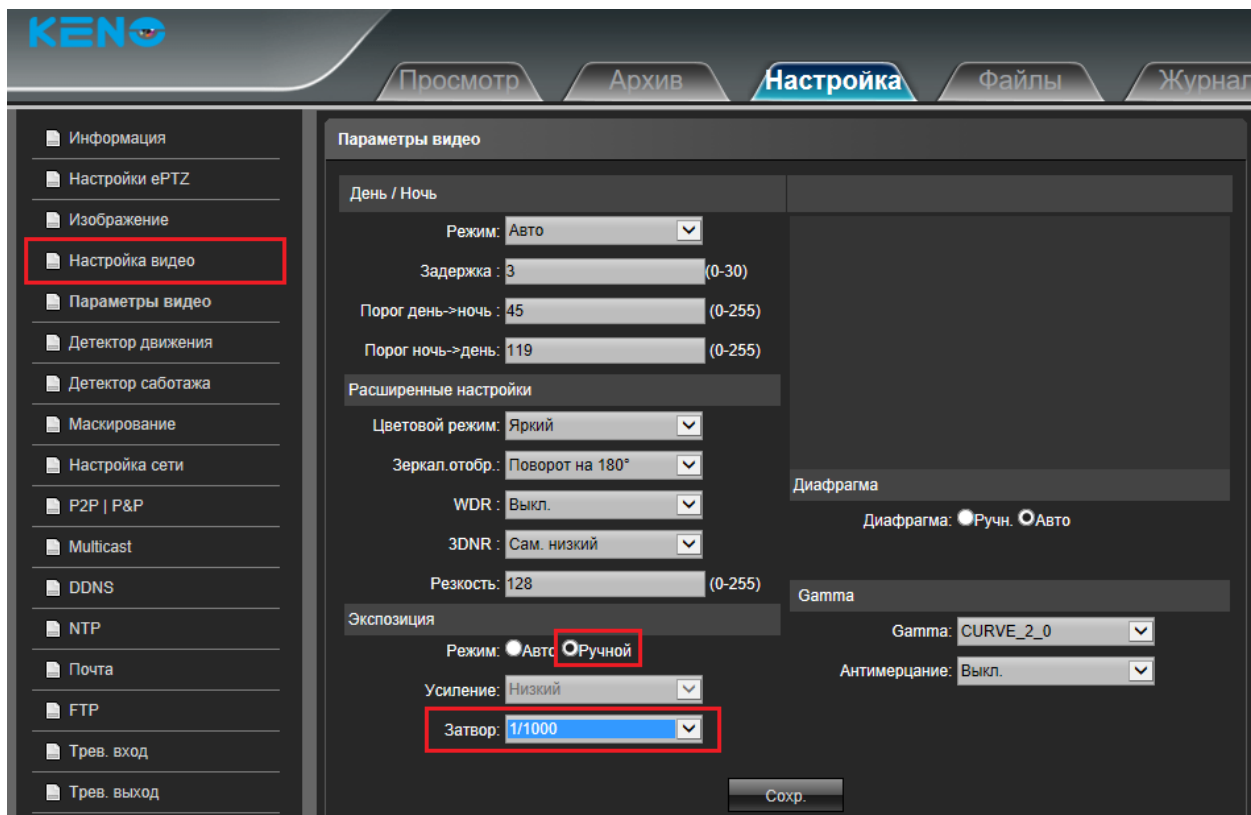 KENO
Просмотр
Архив
Настройка
Файлы
Журнал
Информация
Настройки ePTZ
Изображение
Настройка видео
Параметры видео
Детектор движения
Детектор саботажа
Маскирование
Настройка сети
P2P | P&P
Multicast
DDNS
NTP
Почта
FTP
Трев. вход
Трев. выход
Параметры видео
День / Ночь
Режим: Авто
Задержка : 3 (0-30)
Порог день->ночь : 45 (0-255)
Порог ночь->день: 119 (0-255)
Расширенные настройки
Цветовой режим: Яркий
Зеркал.отобр.: Поворот на 180°
WDR : Выкл.
3DNR : Сам. низкий
Резкость: 128 (0-255)
Экспозиция
Режим: Авто Ручной
Усиление: Низкий
Затвор: 1/1000
Диафрагма
Диафрагма: Ручн. Авто
Gamma
Gamma: CURVE_2_0
Антимерцание: Выкл.
Сохр.